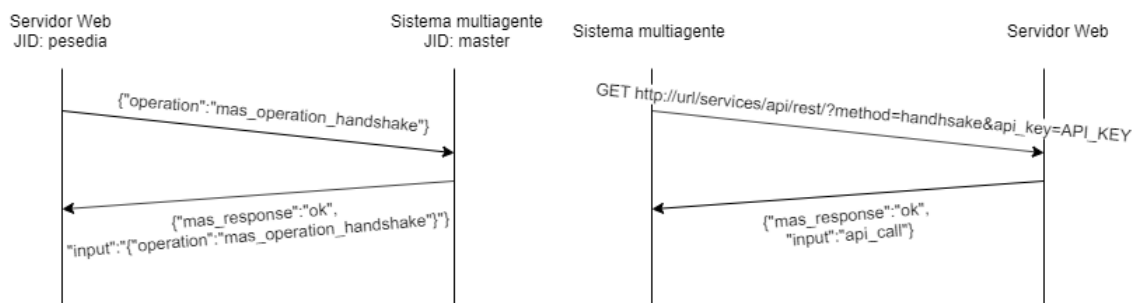 Servidor Web
JID: pesedia
Sistema multiagente
JID: master
{"operation":"mas_operation_handshake"}
{"mas_response":"ok",
"input":"{"operation":"mas_operation_handshake"}"}
Sistema multiagente
Servidor Web
GET http://url/services/api/rest/?method=handhsake&api_key=API_KEY
{"mas_response":"ok",
"input":"api_call"}